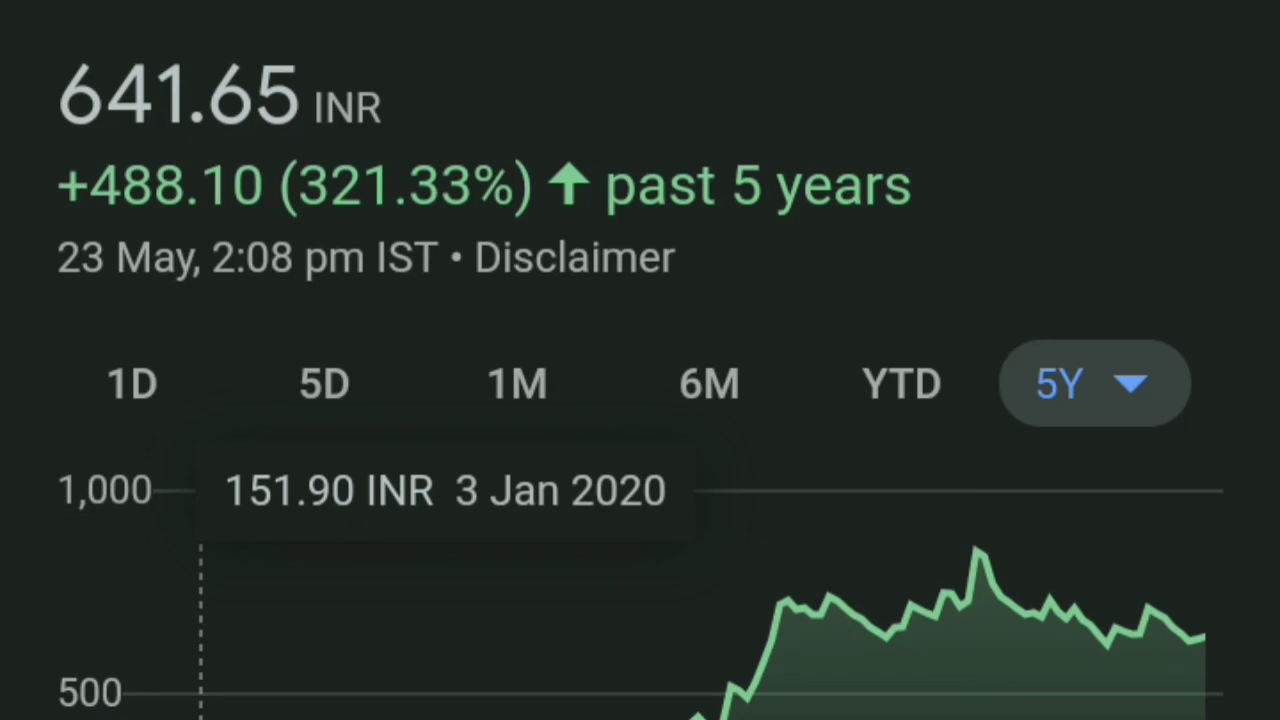 641.65 INR
+488.10 (321.33%) ↑ past 5 years
23 May, 2:08 pm IST • Disclaimer
1D 5D 1M 6M YTD 5Y
1,000 151.90 INR 3 Jan 2020
500